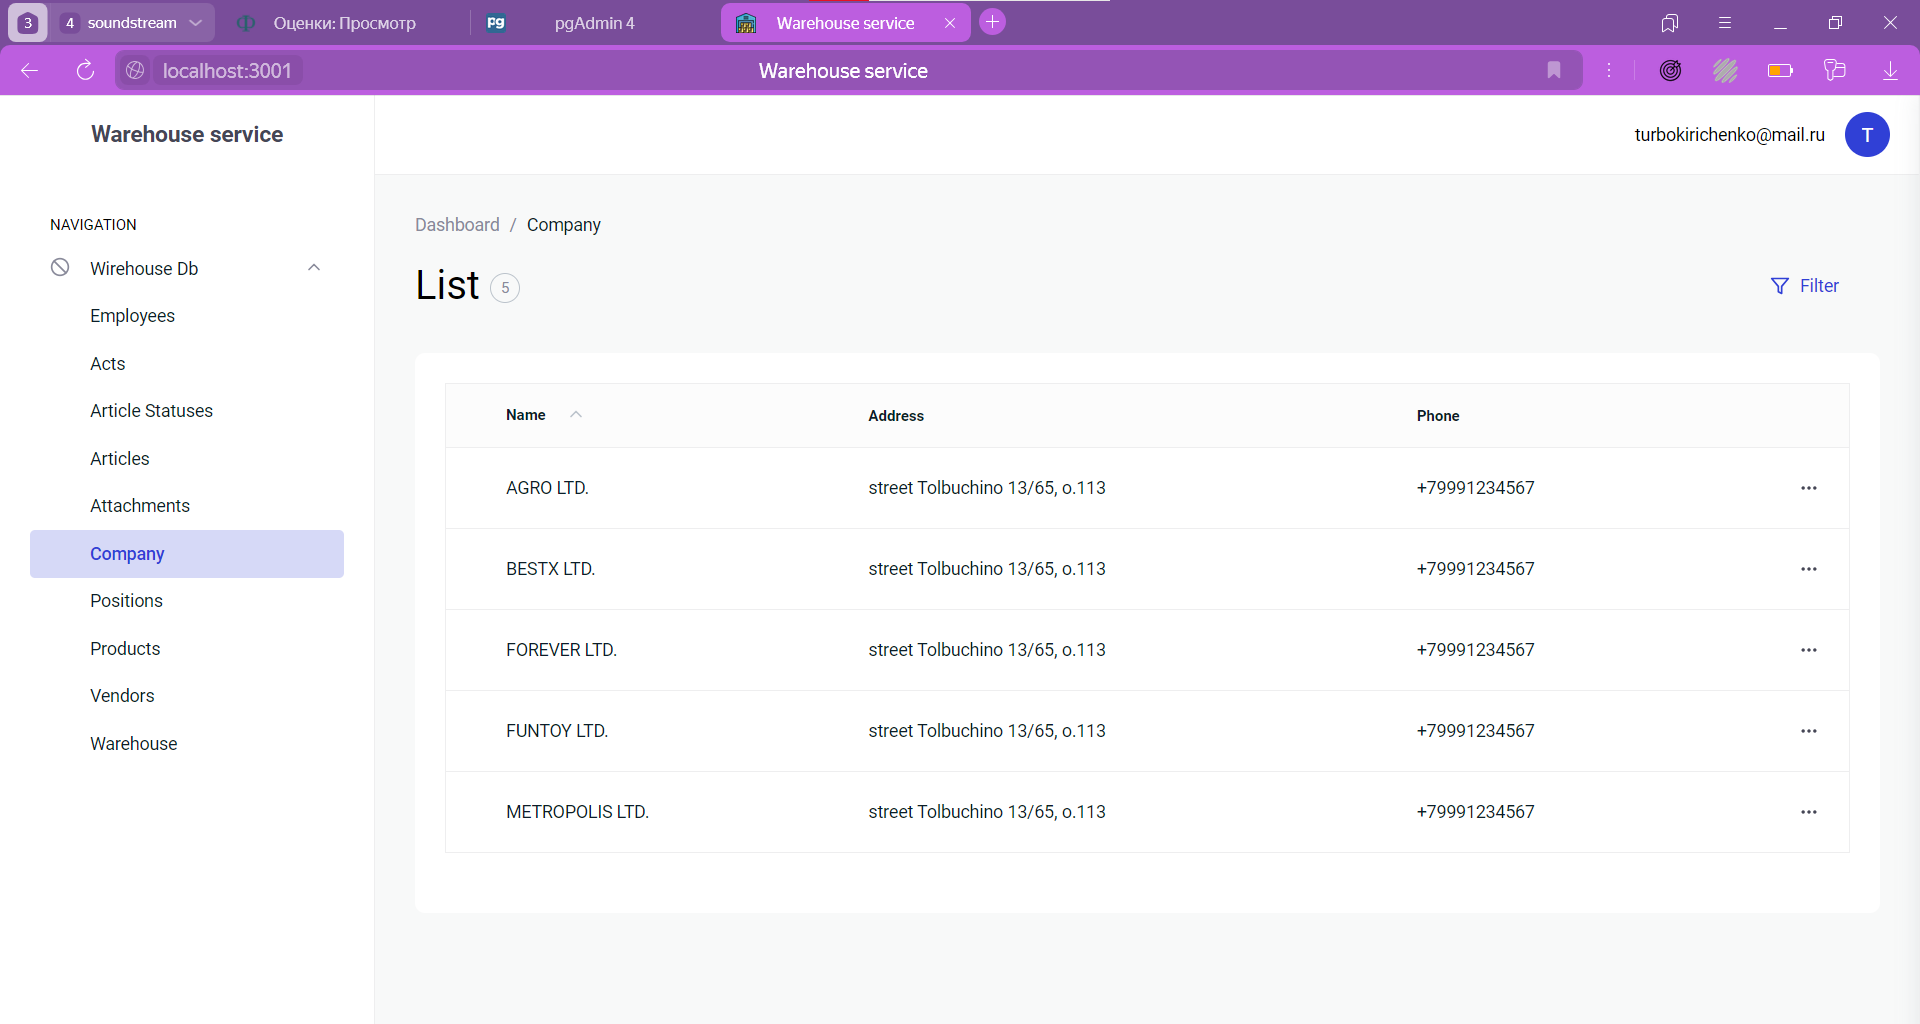 3 4 soundstream Оценки: Просмотр pg pgAdmin 4 Warehouse service
localhost:3001 Warehouse service
Warehouse service
turbokirichenko@mail.ru T
NAVIGATION
Wirehouse Db
Employees
Acts
Article Statuses
Articles
Attachments
Company
Positions
Products
Vendors
Warehouse
Dashboard / Company
List 5
Filter
Name Address Phone
AGRO LTD. street Tolbuchino 13/65, o.113 +79991234567
BESTX LTD. street Tolbuchino 13/65, o.113 +79991234567
FOREVER LTD. street Tolbuchino 13/65, o.113 +79991234567
FUNTOY LTD. street Tolbuchino 13/65, o.113 +79991234567
METROPOLIS LTD. street Tolbuchino 13/65, o.113 +79991234567